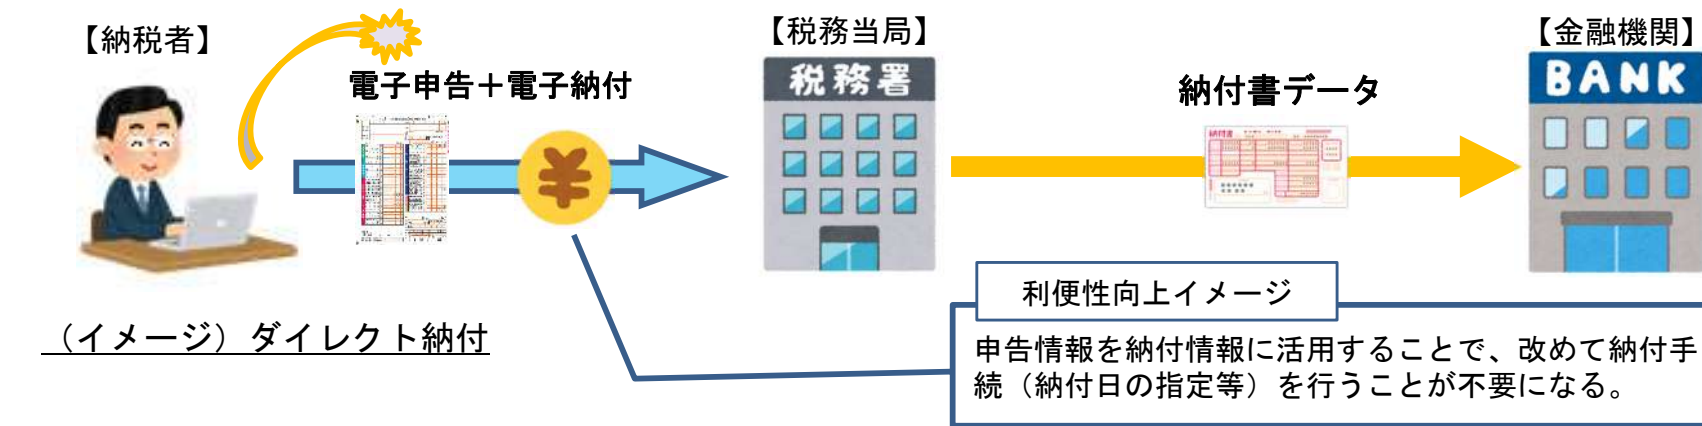 【納税者】
【税務当局】
【金融機関】
電子申告＋電子納付
税務署
納付書データ
BANK
納付書
（イメージ）ダイレクト納付
利便性向上イメージ
申告情報を納付情報に活用することで、改めて納付手
続（納付日の指定等）を行うことが不要になる。